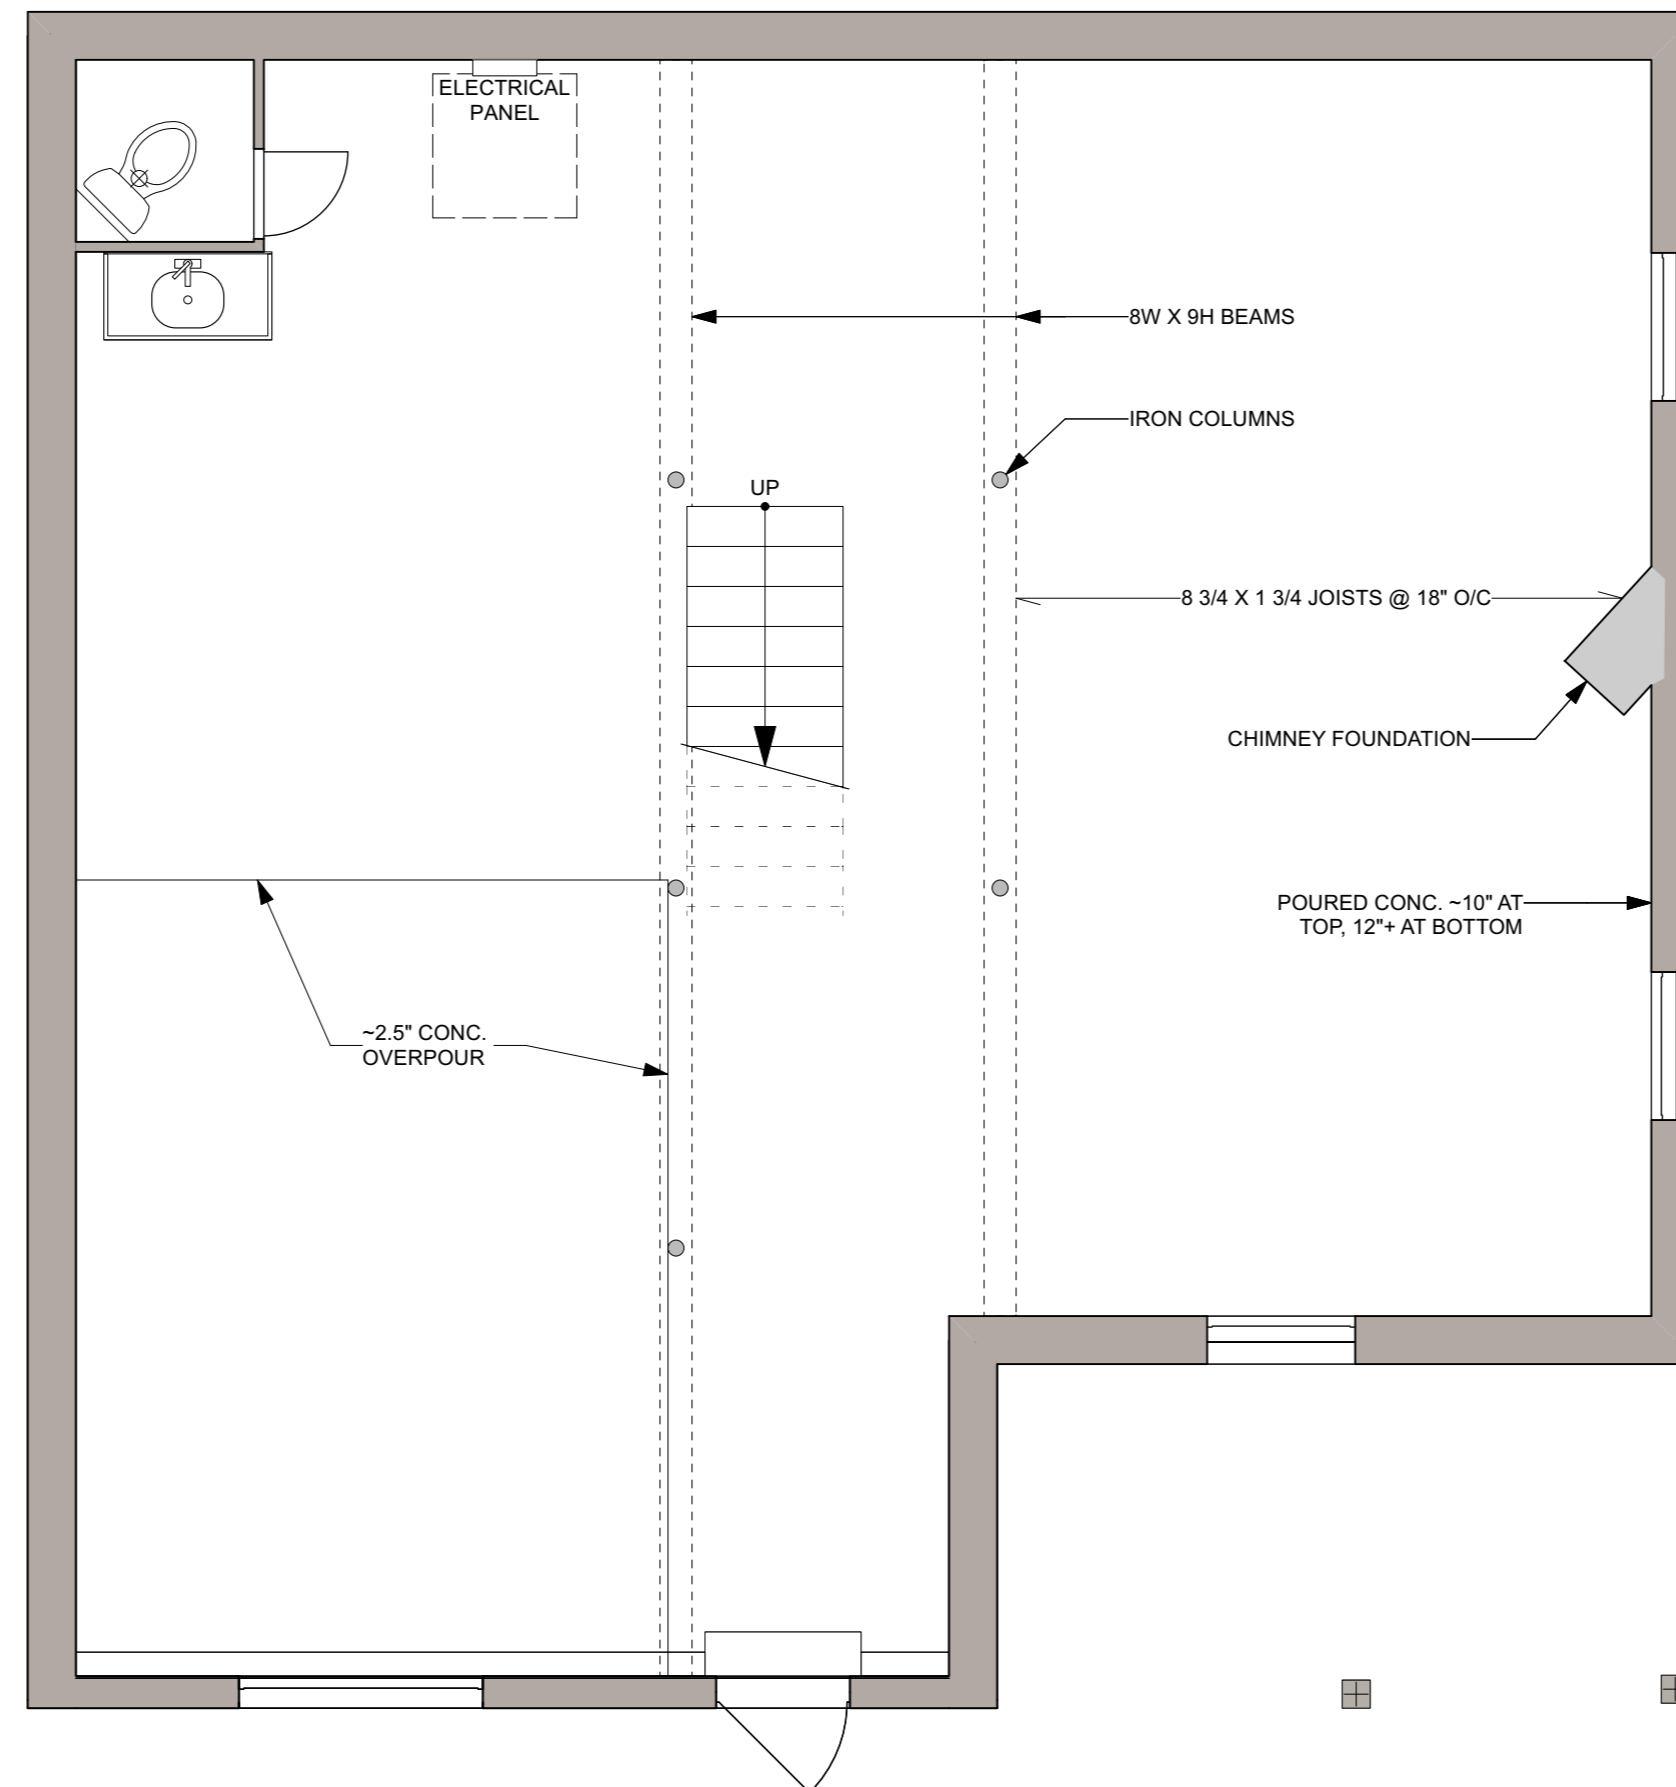 ELECTRICAL
PANEL
8W X 9H BEAMS
IRON COLUMNS
UP
8 3/4 X 1 3/4 JOISTS @ 18" O/C
CHIMNEY FOUNDATION
POURED CONC. ~10" AT
TOP, 12"+ AT BOTTOM
~2.5" CONC.
OVERPOUR